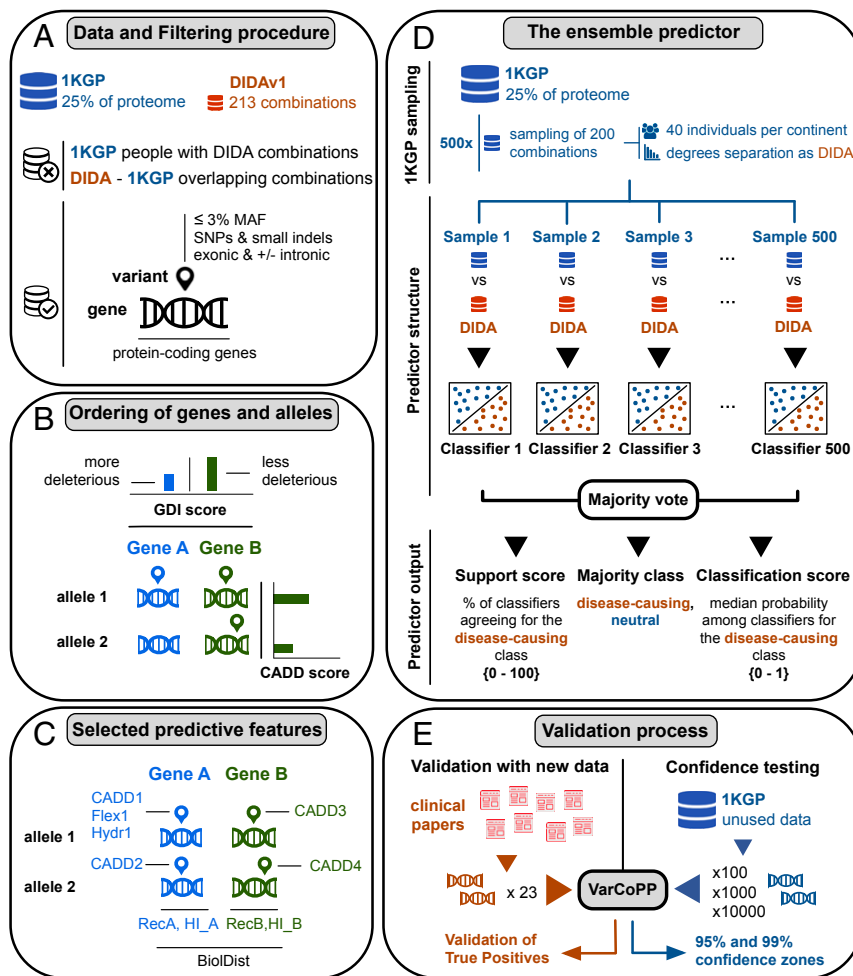 A
Data and Filtering procedure
1KGP
25% of proteome
DIDAv1
213 combinations
1KGP people with DIDA combinations
DIDA - 1KGP overlapping combinations
≤ 3% MAF
SNPs & small indels
exonic & +/- intronic
variant
gene
protein-coding genes
B
Ordering of genes and alleles
more
deleterious
less
deleterious
GDI score
Gene A
Gene B
allele 1
allele 2
CADD score
C
Selected predictive features
Gene A
Gene B
CADD1
Flex1
Hydr1
CADD3
allele 1
CADD2
CADD4
allele 2
RecA, HI_A
RecB,HI_B
BiolDist
D
The ensemble predictor
1KGP sampling
1KGP
25% of proteome
500x
sampling of 200
combinations
40 individuals per continent
degrees separation as DIDA
Predictor structure
Sample 1
Sample 2
Sample 3
...
Sample 500
vs
vs
vs
vs
...
DIDA
DIDA
DIDA
DIDA
...
Classifier 1
Classifier 2
Classifier 3
Classifier 500
Majority vote
Predictor output
Support score
% of classifiers
agreeing for the
disease-causing
class
{0 - 100}
Majority class
disease-causing,
neutral
Classification score
median probability
among classifiers for
the disease-causing
class
{0 - 1}
E
Validation process
Validation with new data
Confidence testing
clinical
papers
1KGP
unused data
x 23
VarCoPP
x100
x1000
x10000
Validation of
True Positives
95% and 99%
confidence zones